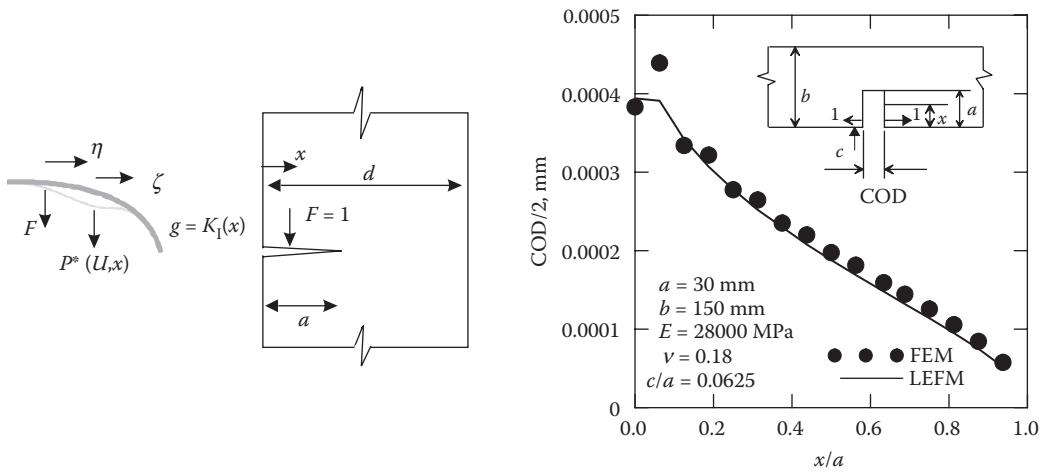 η
ζ
F
P* (U,x)
g = K_I(x)
x
d
F = 1
a
COD/2, mm
0.0005
0.0004
0.0003
0.0002
0.0001
0
b
1
1
x
a
c
COD
a = 30 mm
b = 150 mm
E = 28000 MPa
ν = 0.18
c/a = 0.0625
FEM
LEFM
0.0 0.2 0.4 0.6 0.8 1.0
x/a